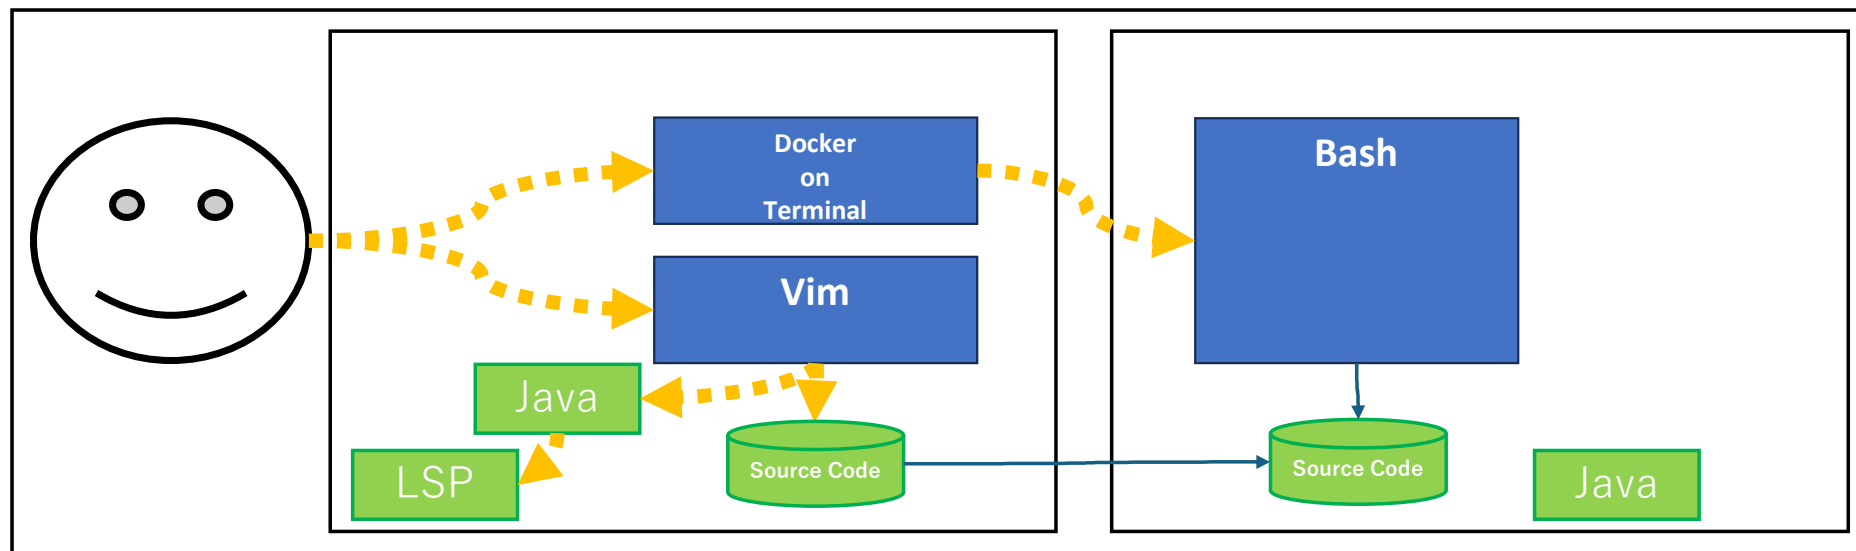 Docker
on
Terminal
Bash
Vim
Java
Source Code
Source Code
LSP
Java